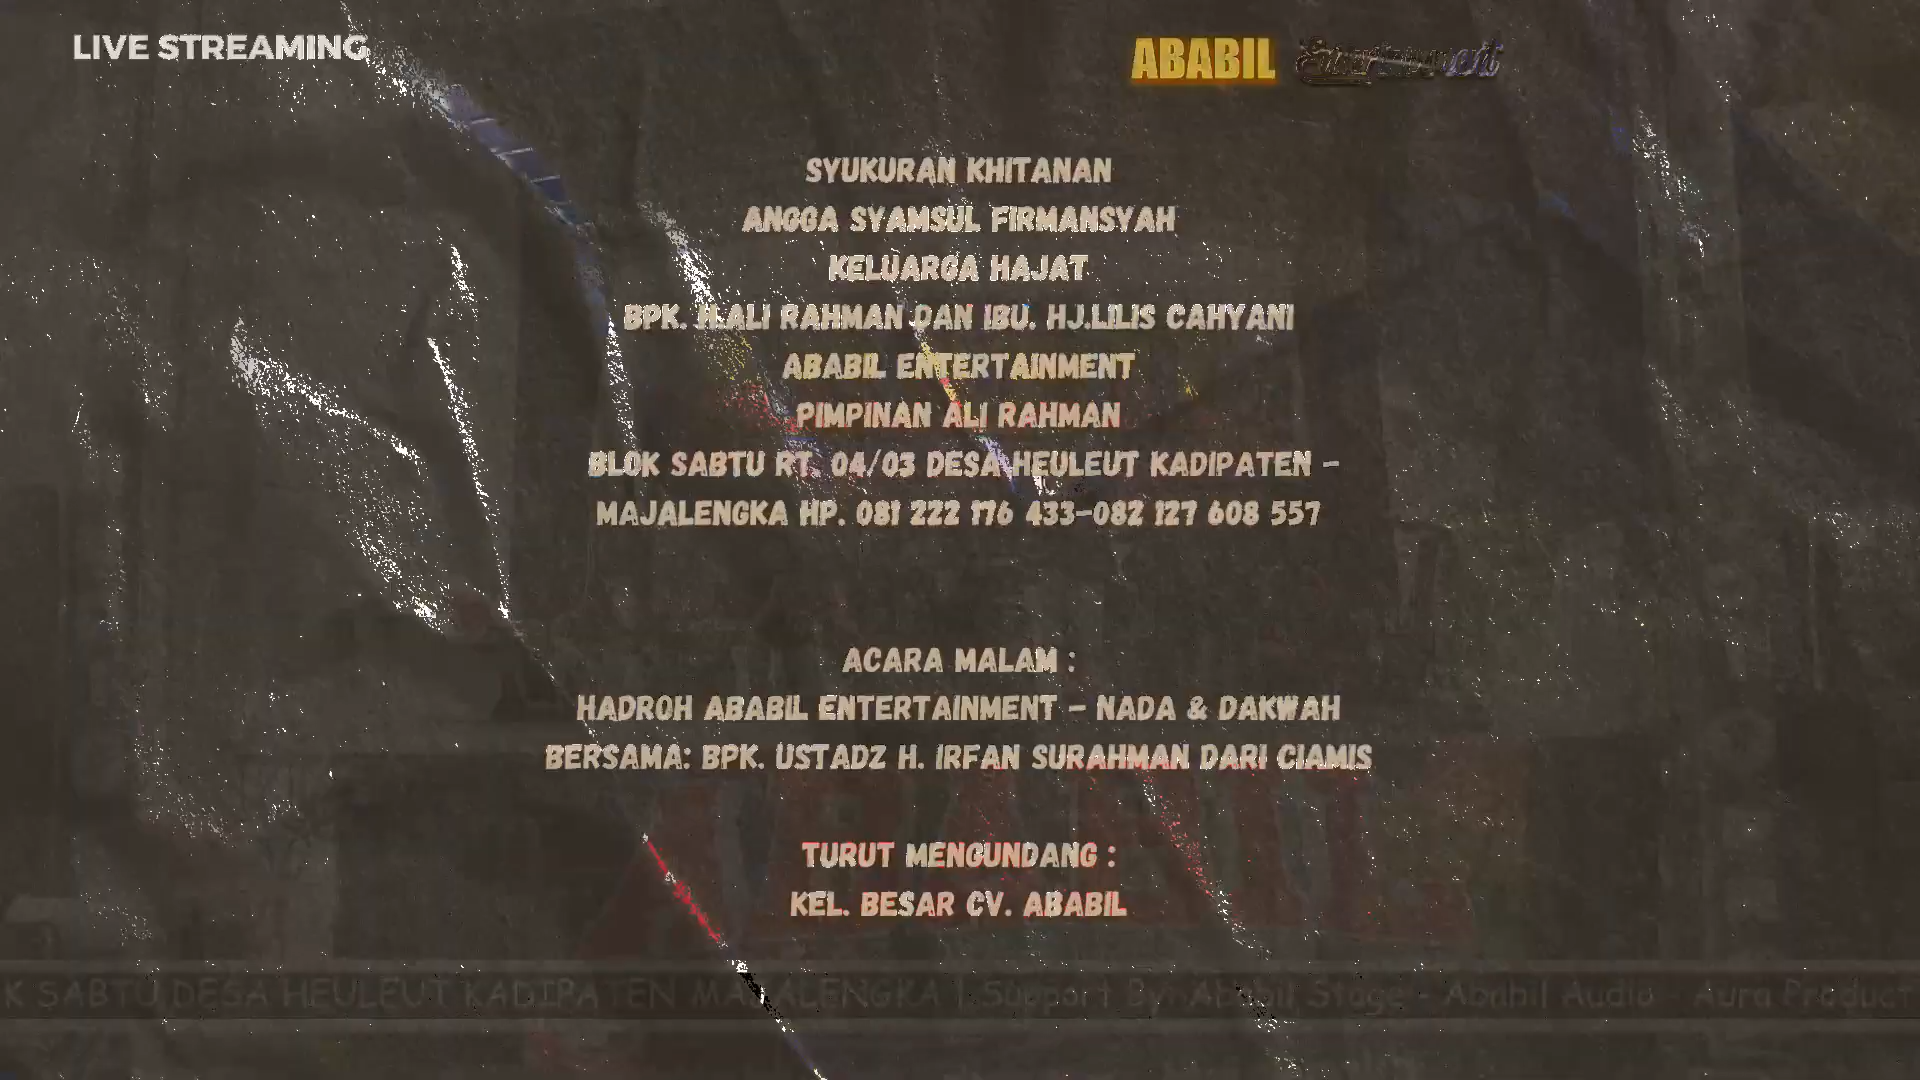 LIVE STREAMING
ABABIL Entertainment
SYUKURAN KHITANAN
ANGGA SYAMSUL FIRMANSYAH
KELUARGA HAJAT
BPK. H.ALI RAHMAN DAN IBU. HJ.LILIS CAHYANI
ABABIL ENTERTAINMENT
PIMPINAN ALI RAHMAN
BLOK SABTU RT. 04/03 DESA HEULEUT KADIPATEN -
MAJALENGKA HP. 081 222 176 433-082 127 608 557
ACARA MALAM :
HADROH ABABIL ENTERTAINMENT - NADA & DAKWAH
BERSAMA: BPK. USTADZ H. IRFAN SURAHMAN DARI CIAMIS
TURUT MENGUNDANG :
KEL. BESAR CV. ABABIL
K SABTU DESA HEULEUT KADIPATEN MAJALENGKA | Support By: Ababil Stage - Ababil Audio - Aura Product